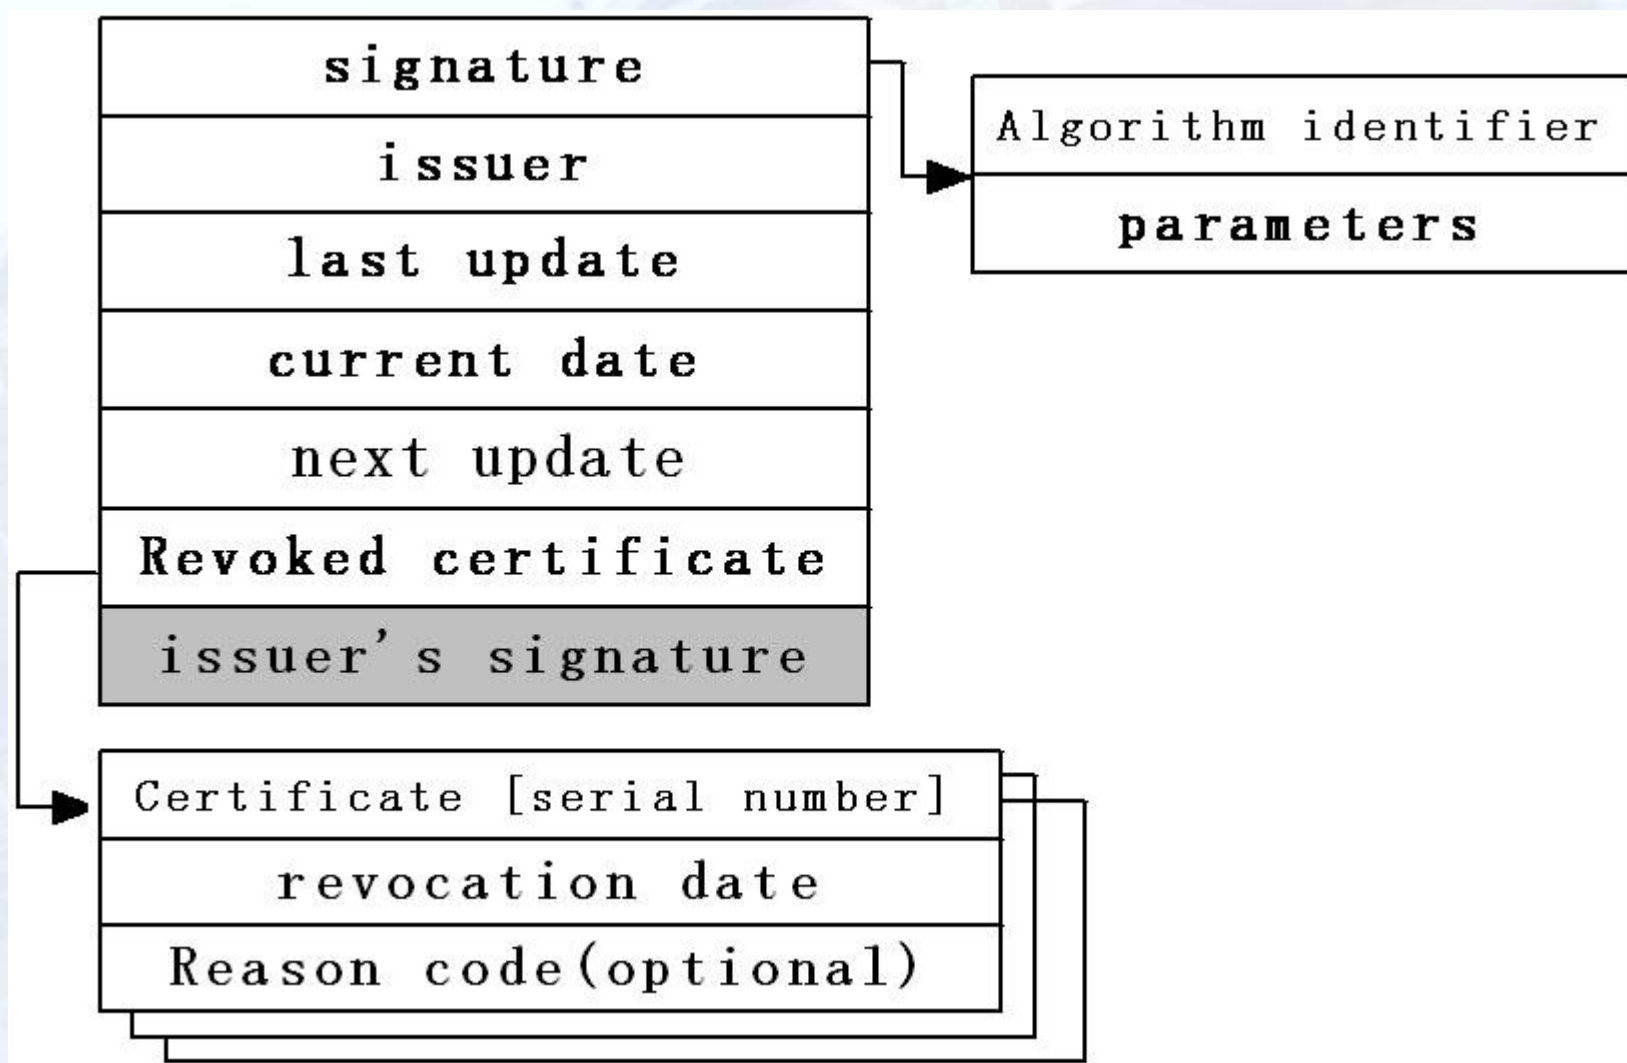 signature
issuer
last update
current date
next update
Revoked certificate
issuer's signature
Algorithm identifier
parameters
Certificate [serial number]
revocation date
Reason code(optional)